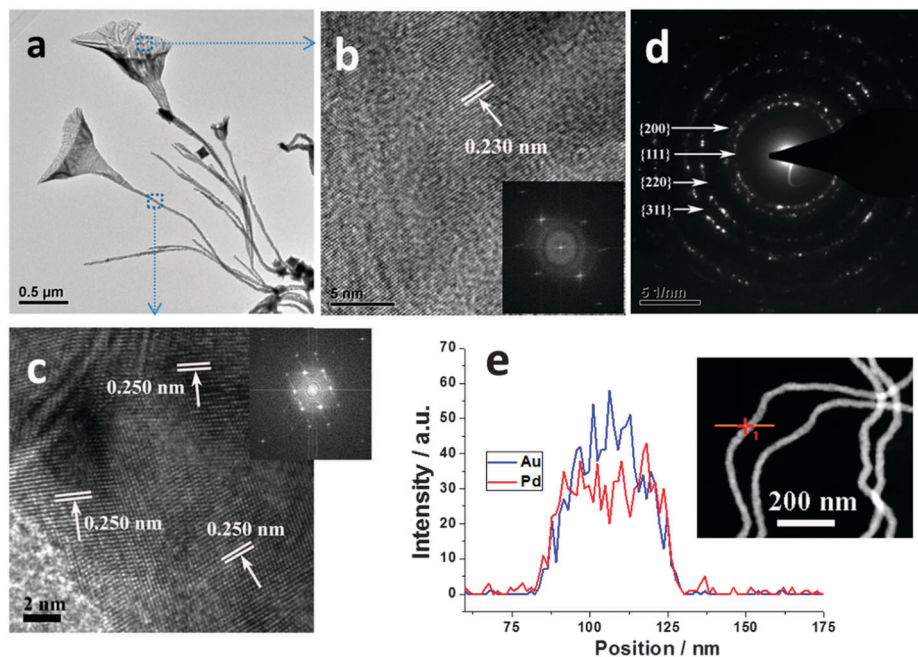 a
0.5 µm
b
0.230 nm
5 nm
d
{200}
{111}
{220}
{311}
5 1/nm
c
0.250 nm
0.250 nm
0.250 nm
2 nm
e
Intensity / a.u.
70
60
50
40
30
20
10
0
Au
Pd
1
200 nm
75
100
125
150
175
Position / nm